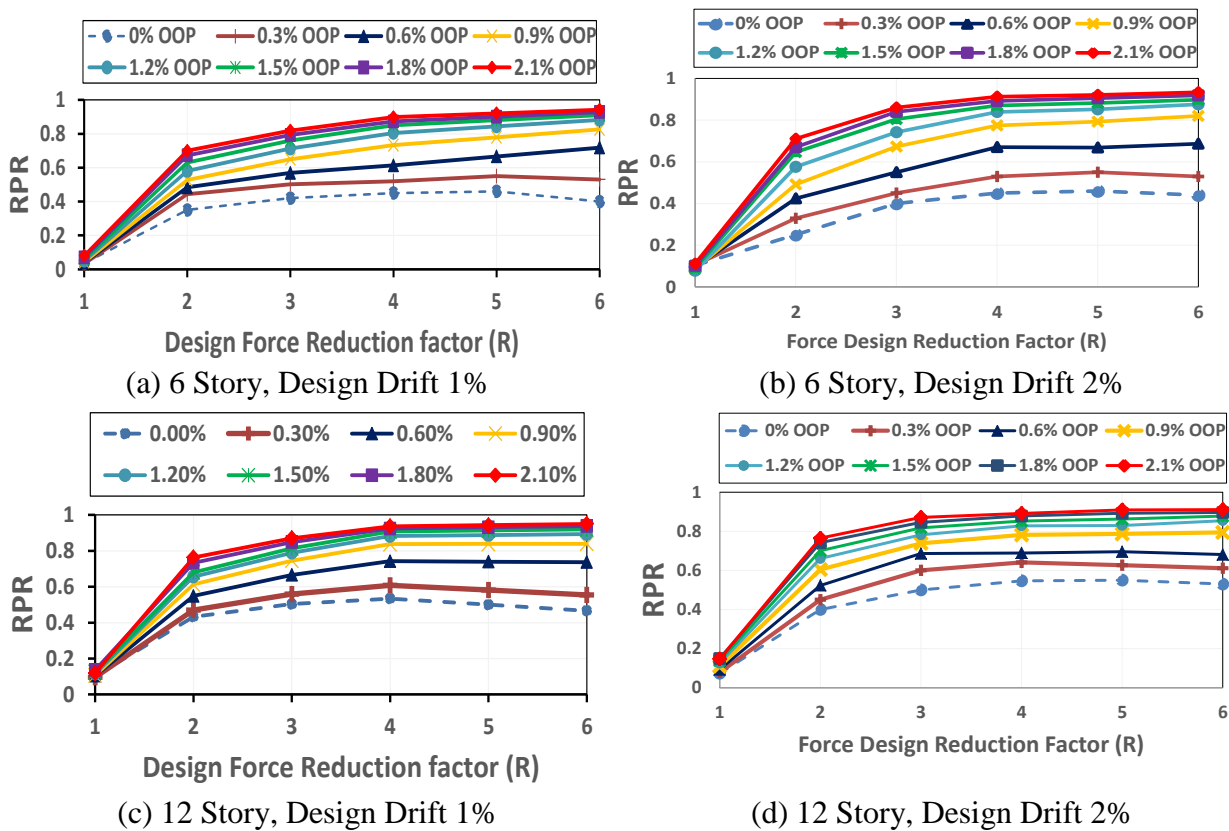 0% OOP 0.3% OOP 0.6% OOP 0.9% OOP
1.2% OOP 1.5% OOP 1.8% OOP 2.1% OOP
1
0.8
0.6
0.4
0.2
0
RPR
1 2 3 4 5 6
Design Force Reduction factor (R)
(a) 6 Story, Design Drift 1%
0% OOP 0.3% OOP 0.6% OOP 0.9% OOP
1.2% OOP 1.5% OOP 1.8% OOP 2.1% OOP
1
0.8
0.6
0.4
0.2
0
RPR
1 2 3 4 5 6
Force Design Reduction Factor (R)
(b) 6 Story, Design Drift 2%
0.00% 0.30% 0.60% 0.90%
1.20% 1.50% 1.80% 2.10%
1
0.8
0.6
0.4
0.2
0
RPR
1 2 3 4 5 6
Design Force Reduction factor (R)
(c) 12 Story, Design Drift 1%
0% OOP 0.3% OOP 0.6% OOP 0.9% OOP
1.2% OOP 1.5% OOP 1.8% OOP 2.1% OOP
1
0.8
0.6
0.4
0.2
0
RPR
1 2 3 4 5 6
Force Design Reduction Factor (R)
(d) 12 Story, Design Drift 2%